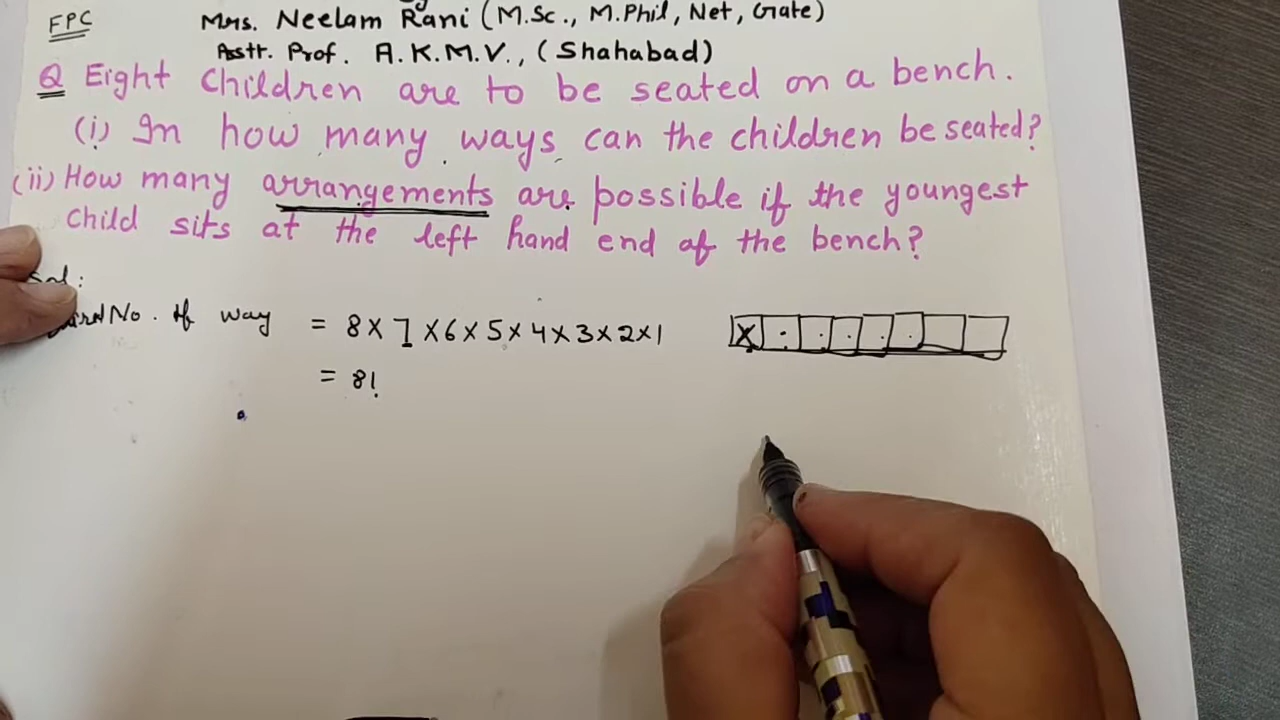 FPC
Mrs. Neelam Rani (M.Sc., M.Phil, Net, Gate)
Asstt. Prof. A.K.M.V., (Shahabad)
Q Eight Children are to be seated on a bench.
(i) In how many ways can the children be seated?
(ii) How many arrangements are possible if the youngest
child sits at the left hand end of the bench?
Sol:
No. of way = 8×7×6×5×4×3×2×1
= 8!
X